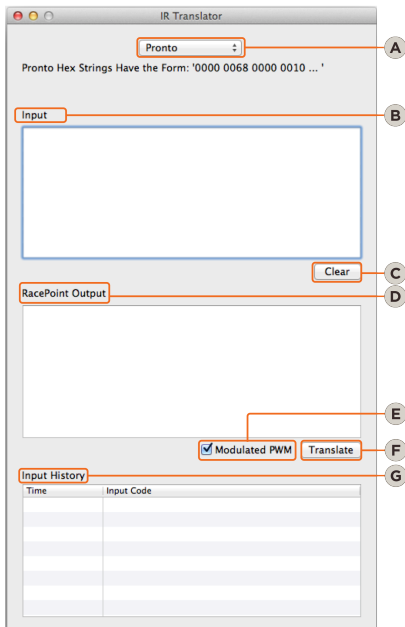 IR Translator
Pronto
A
Pronto Hex Strings Have the Form: '0000 0068 0000 0010 ... '
Input
B
Clear
C
RacePoint Output
D
E
Modulated PWM Translate
F
Input History
G
Time Input Code